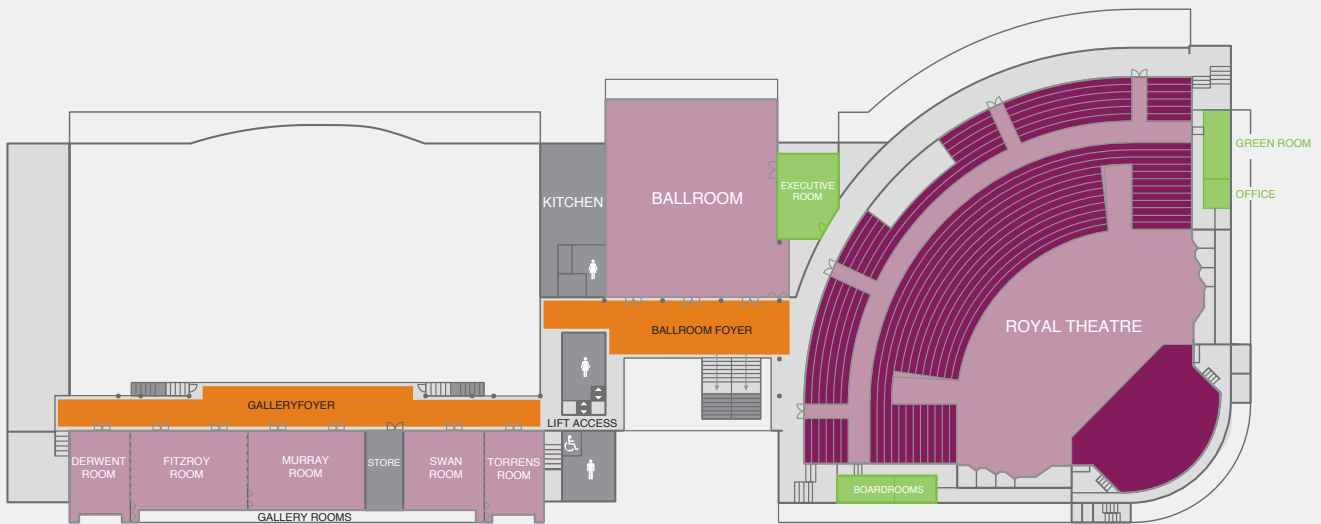 GREEN ROOM
KITCHEN
BALLROOM
EXECUTIVE
ROOM
OFFICE
BALLROOM FOYER
ROYAL THEATRE
GALLERYFOYER
LIFT ACCESS
DERWENT
ROOM
FITZROY
ROOM
MURRAY
ROOM
STORE
SWAN
ROOM
TORRENS
ROOM
BOARDROOMS
GALLERY ROOMS